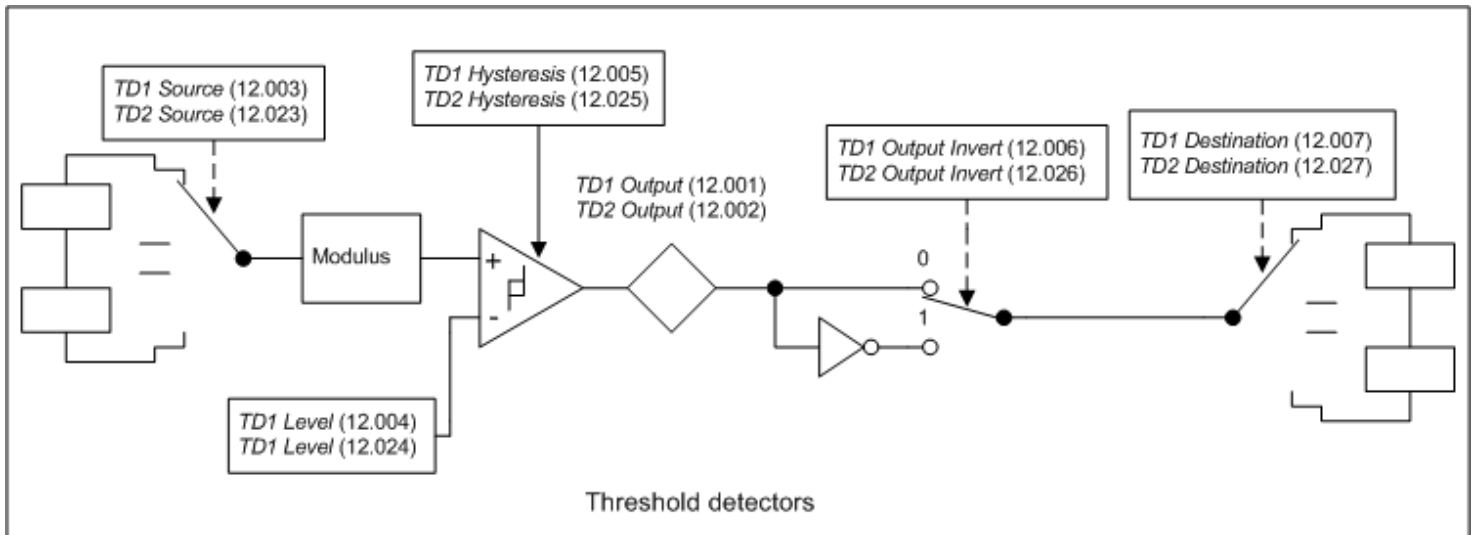 TD1 Source (12.003)
TD2 Source (12.023)
TD1 Hysteresis (12.005)
TD2 Hysteresis (12.025)
TD1 Output (12.001)
TD2 Output (12.002)
TD1 Output Invert (12.006)
TD2 Output Invert (12.026)
TD1 Destination (12.007)
TD2 Destination (12.027)
Modulus
+
-
0
1
TD1 Level (12.004)
TD1 Level (12.024)
Threshold detectors